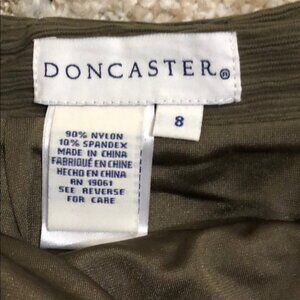 DONCASTER®
8
90% NYLON
10% SPANDEX
MADE IN CHINA
FABRIQUÉ EN CHINE
HECHO EN CHINA
RN 19061
SEE REVERSE
FOR CARE